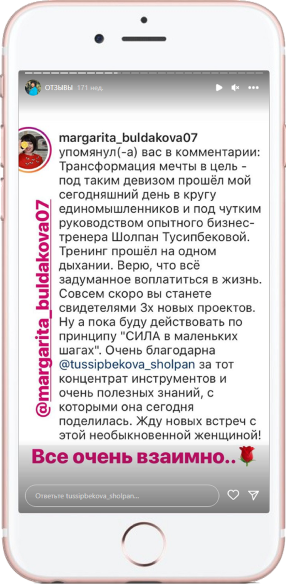 ОТЗЫВЫ 171 нед.
margarita_buldakova07
упомянул(-а) вас в комментарии:
Трансформация мечты в цель -
под таким девизом прошёл мой
сегодняшний день в кругу
единомышленников и под чутким
руководством опытного бизнес-
тренера Шолпан Тусипбековой.
Тренинг прошёл на одном
дыхании. Верю, что всё
задуманное воплатиться в жизнь.
Совсем скоро вы станете
свидетелями 3х новых проектов.
Ну а пока буду действовать по
принципу "СИЛА в маленьких
шагах". Очень благодарна
@tussipbekova_sholpan за тот
концентрат инструментов и
очень полезных знаний, с
которыми она сегодня
поделилась. Жду новых встреч с
этой необыкновенной женщиной!
@margarita_buldakova07
Все очень взаимно..
Ответьте tussipbekova_sholpan...